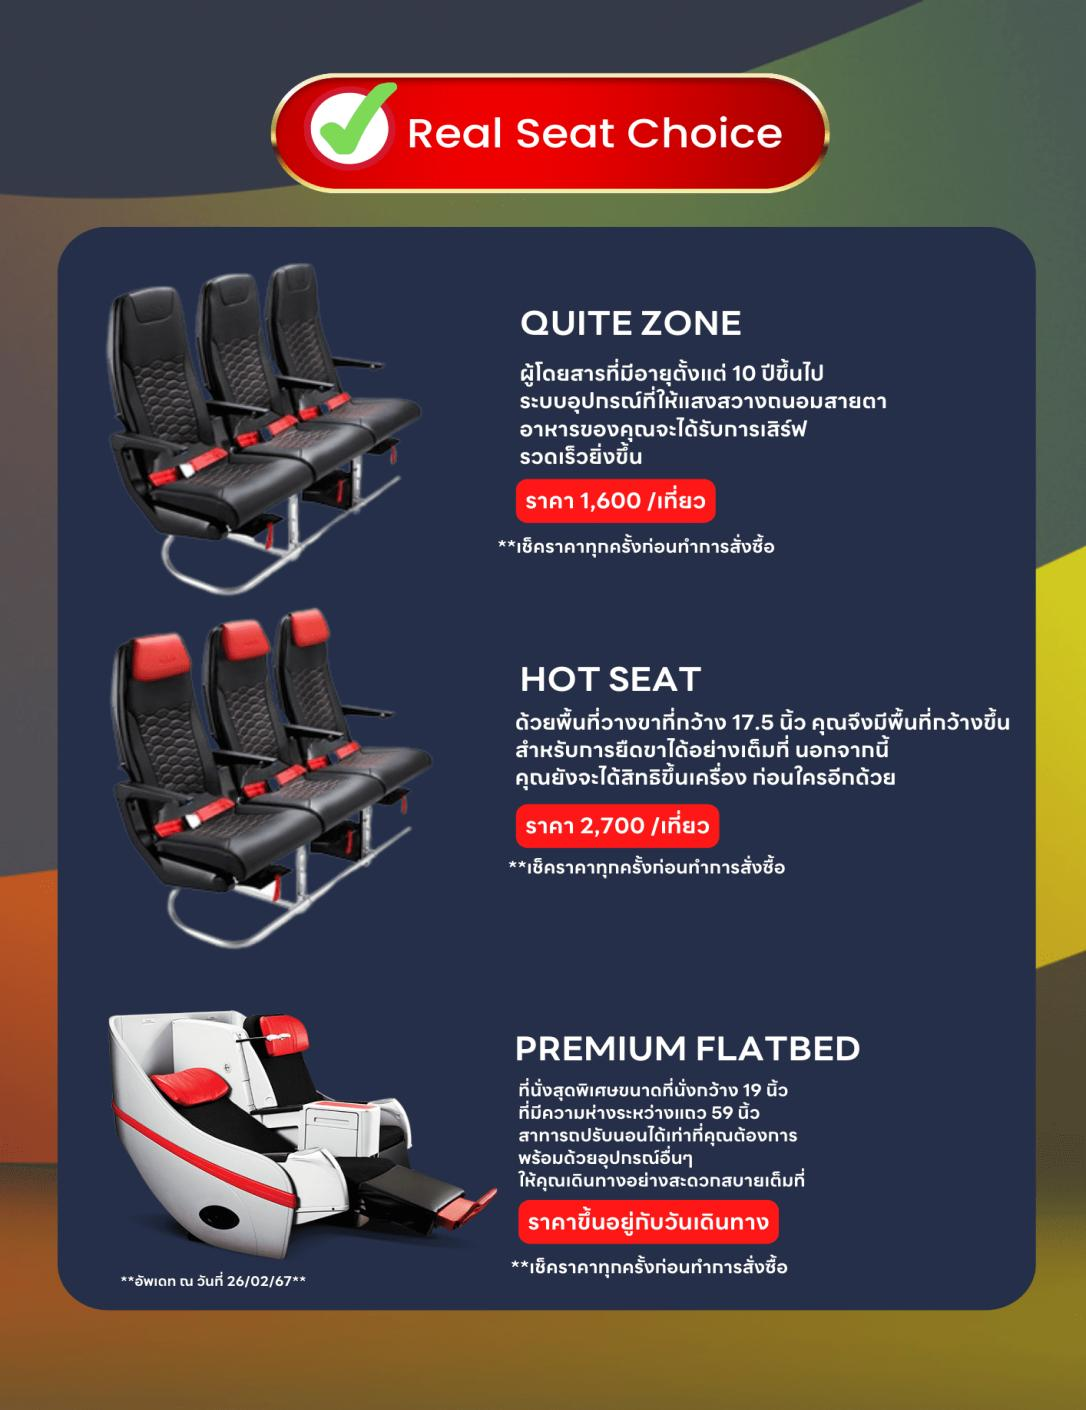 Real Seat Choice
QUITE ZONE
ผู้โดยสารที่มีอายุตั้งแต่ 10 ปีขึ้นไป
ระบบอุปกรณ์ที่ให้แสงสวางถนอมสายตา
อาหารของคุณจะได้รับการเสิร์ฟ
รวดเร็วยิ่งขึ้น
ราคา 1,600 /เที่ยว
**เช็คราคาทุกครั้งก่อนทำการสั่งซื้อ
HOT SEAT
ด้วยพื้นที่วางขาที่กว้าง 17.5 นิ้ว คุณจึงมีพื้นที่กว้างขึ้น
สำหรับการยืดขาได้อย่างเต็มที่ นอกจากนี้
คุณยังจะได้สิทธิขึ้นเครื่อง ก่อนใครอีกด้วย
ราคา 2,700 /เที่ยว
**เช็คราคาทุกครั้งก่อนทำการสั่งซื้อ
PREMIUM FLATBED
ที่นั่งสุดพิเศษขนาดที่นั่งกว้าง 19 นิ้ว
ที่มีความห่างระหว่างแถว 59 นิ้ว
สาทารถปรับนอนได้เท่าที่คุณต้องการ
พร้อมด้วยอุปกรณ์อื่นๆ
ให้คุณเดินทางอย่างสะดวกสบายเต็มที่
ราคาขึ้นอยู่กับวันเดินทาง
**เช็คราคาทุกครั้งก่อนทำการสั่งซื้อ
**อัพเดท ณ วันที่ 26/02/67**